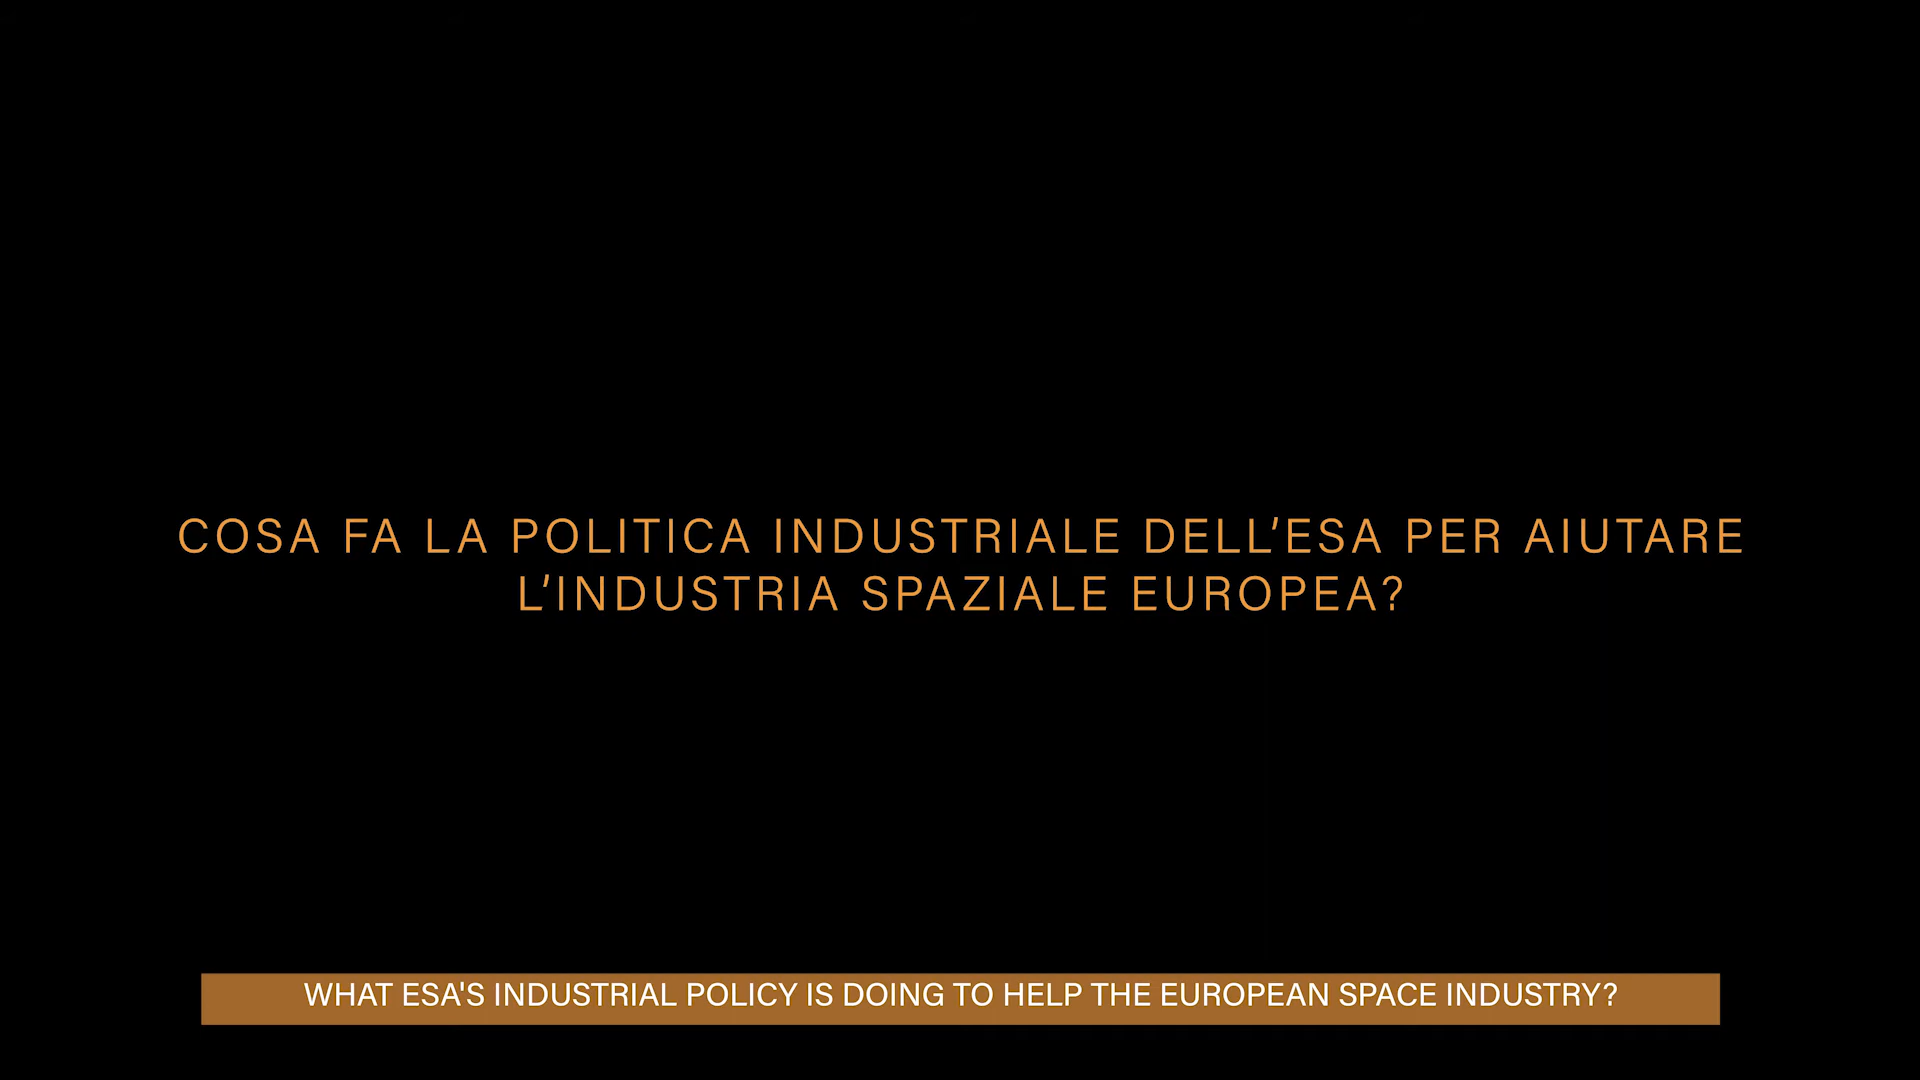 COSA FA LA POLITICA INDUSTRIALE DELL’ESA PER AIUTARE
L’INDUSTRIA SPAZIALE EUROPEA?
WHAT ESA'S INDUSTRIAL POLICY IS DOING TO HELP THE EUROPEAN SPACE INDUSTRY?